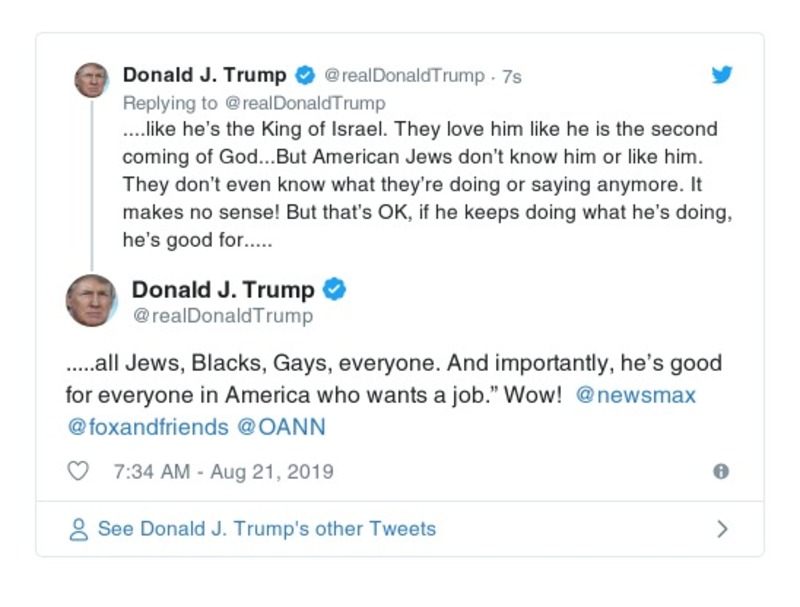 Donald J. Trump @realDonaldTrump · 7s
Replying to @realDonaldTrump
....like he’s the King of Israel. They love him like he is the second
coming of God...But American Jews don’t know him or like him.
They don’t even know what they’re doing or saying anymore. It
makes no sense! But that’s OK, if he keeps doing what he’s doing,
he’s good for.....
Donald J. Trump
@realDonaldTrump
.....all Jews, Blacks, Gays, everyone. And importantly, he’s good
for everyone in America who wants a job.” Wow! @newsmax
@foxandfriends @OANN
7:34 AM - Aug 21, 2019
See Donald J. Trump's other Tweets